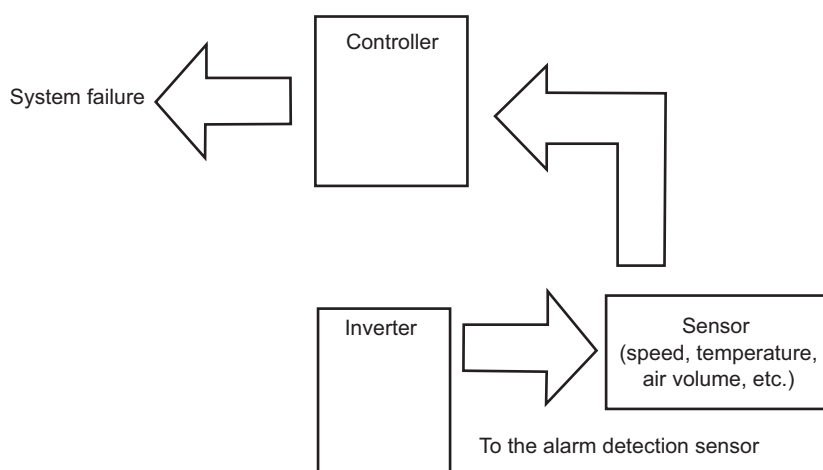 Controller
System failure
Inverter
Sensor
(speed, temperature,
air volume, etc.)
To the alarm detection sensor